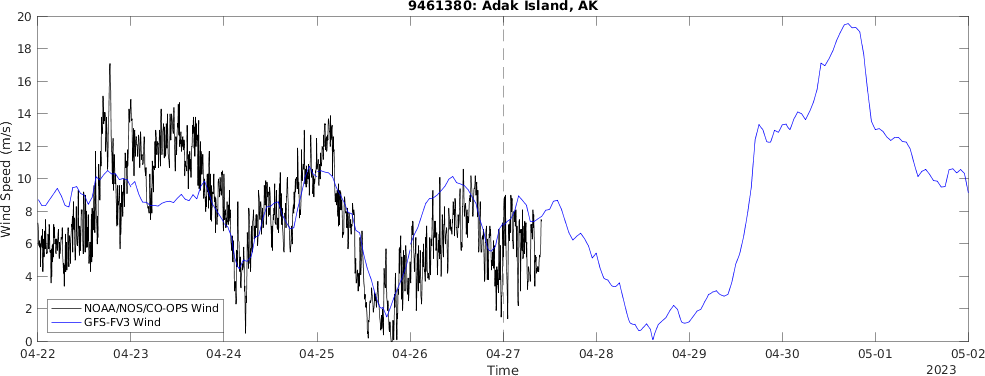 9461380: Adak Island, AK
Wind Speed (m/s)
20
18
16
14
12
10
8
6
4
2
0
NOAA/NOS/CO-OPS Wind
GFS-FV3 Wind
04-22 04-23 04-24 04-25 04-26 04-27 04-28 04-29 04-30 05-01 05-02
Time
2023